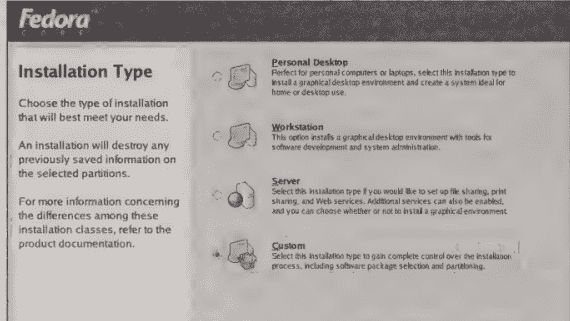 Fedora
CORE
Installation Type
Choose the type of installation
that will best meet your needs.
An installation will destroy any
previously saved information on
the selected partitions.
For more information concerning
the differences among these
installation classes, refer to the
product documentation.
Personal Desktop
Perfect for personal computers or laptops, select this installation type to
install a graphical desktop environment and create a system ideal for
home or desktop use.
Workstation
This option installs a graphical desktop environment with tools for
software development and system administration.
Server
Select this installation type if you would like to set up file sharing, print
sharing, and Web services. Additional services can also be enabled,
and you can choose whether or not to install a graphical environment
Custom
Select this installation type to gain complete control over the installation
process, including software package selection and partitioning.